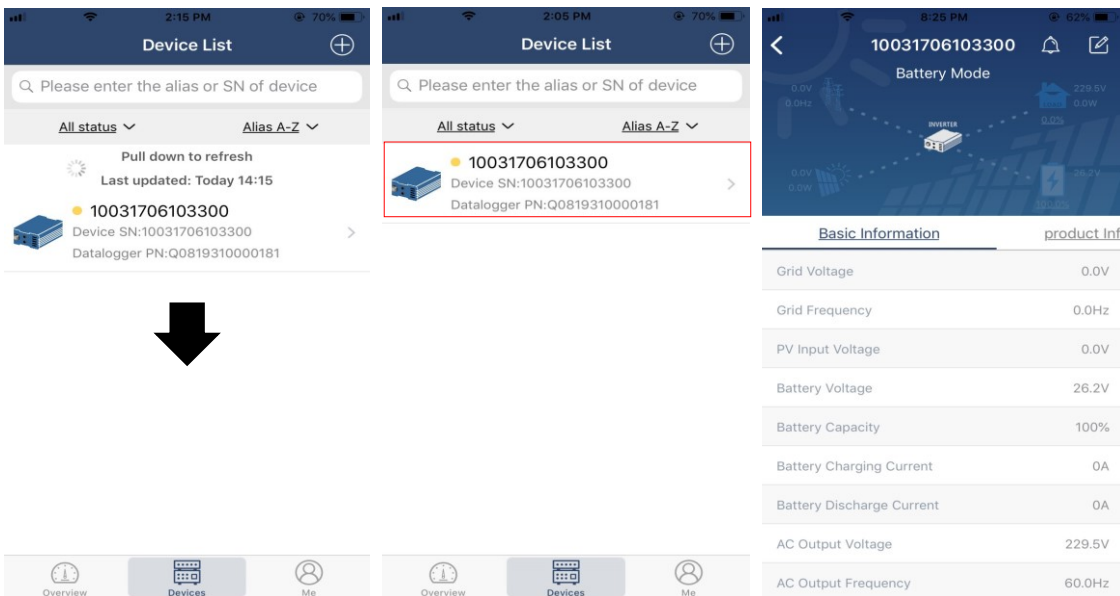 2:15 PM
70%
Device List
Please enter the alias or SN of device
All status
Alias A-Z
Pull down to refresh
Last updated: Today 14:15
10031706103300
Device SN:10031706103300
Datalogger PN:Q0819310000181
Overview
Devices
Me
2:05 PM
70%
Device List
Please enter the alias or SN of device
All status
Alias A-Z
10031706103300
Device SN:10031706103300
Datalogger PN:Q0819310000181
Overview
Devices
Me
8:25 PM
62%
10031706103300
Battery Mode
0.0V
0.0Hz
229.5V
0.0W
LOAD
0.0%
INVERTER
0.0V
0.0W
26.2V
100.0%
Basic Information
product Inf
Grid Voltage 0.0V
Grid Frequency 0.0Hz
PV Input Voltage 0.0V
Battery Voltage 26.2V
Battery Capacity 100%
Battery Charging Current 0A
Battery Discharge Current 0A
AC Output Voltage 229.5V
AC Output Frequency 60.0Hz